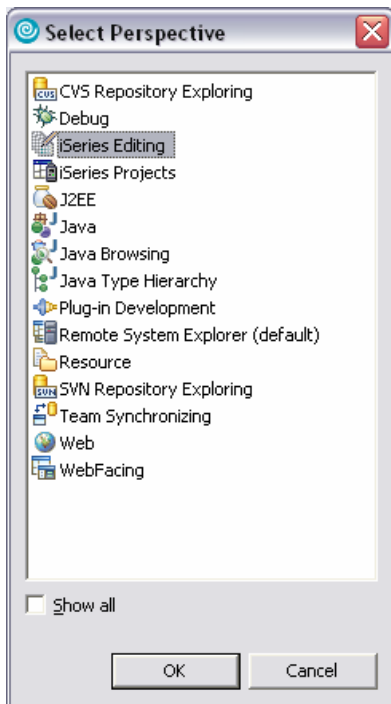 Select Perspective
CVS Repository Exploring
Debug
iSeries Editing
iSeries Projects
J2EE
Java
Java Browsing
Java Type Hierarchy
Plug-in Development
Remote System Explorer (default)
Resource
SVN Repository Exploring
Team Synchronizing
Web
WebFacing
Show all
OK Cancel